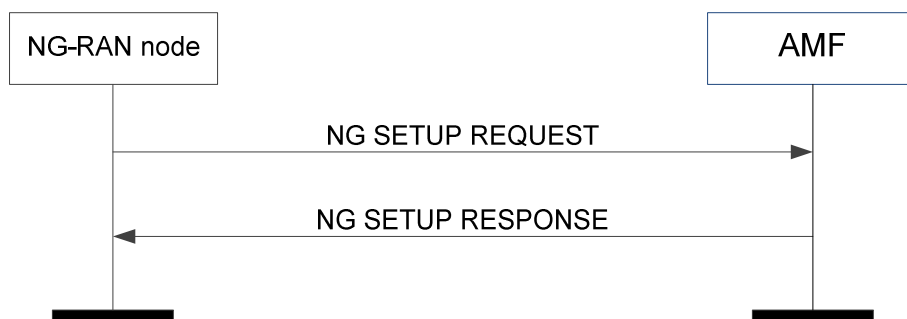 NG-RAN node
AMF
NG SETUP REQUEST
NG SETUP RESPONSE